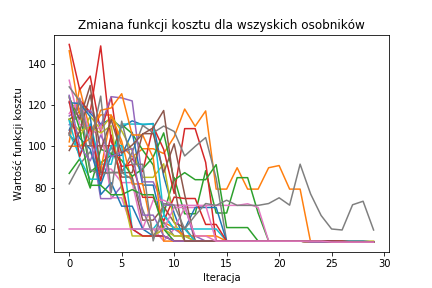 Zmiana funkcji kosztu dla wszyskich osobników
Wartość funkcji kosztu
140
120
100
80
60
0 5 10 15 20 25 30
Iteracja